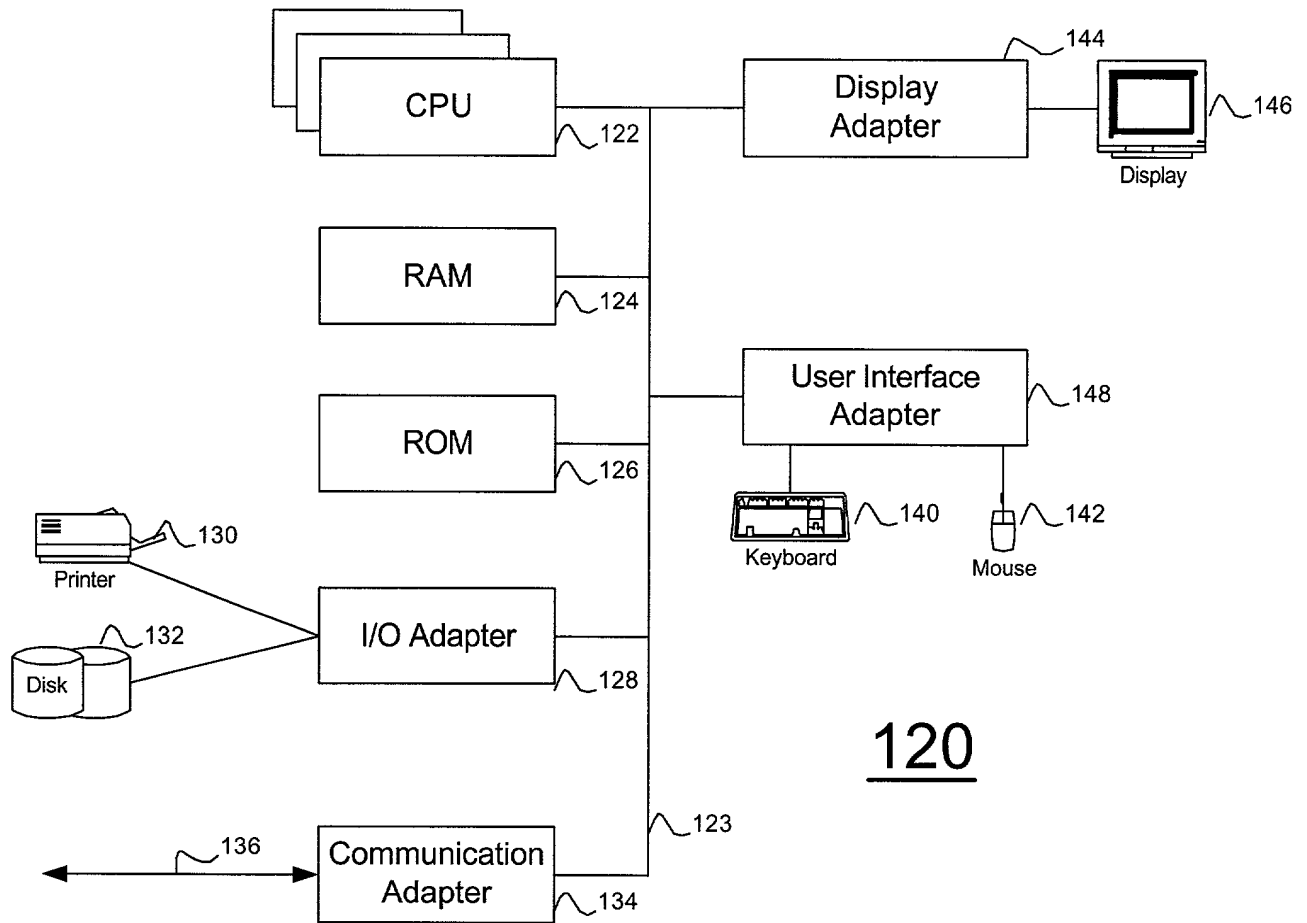 CPU
122
Display
Adapter
144
146
Display
RAM
124
User Interface
Adapter
148
ROM
126
140
Keyboard
142
Mouse
130
Printer
I/O Adapter
128
132
Disk
120
123
136
Communication
Adapter
134